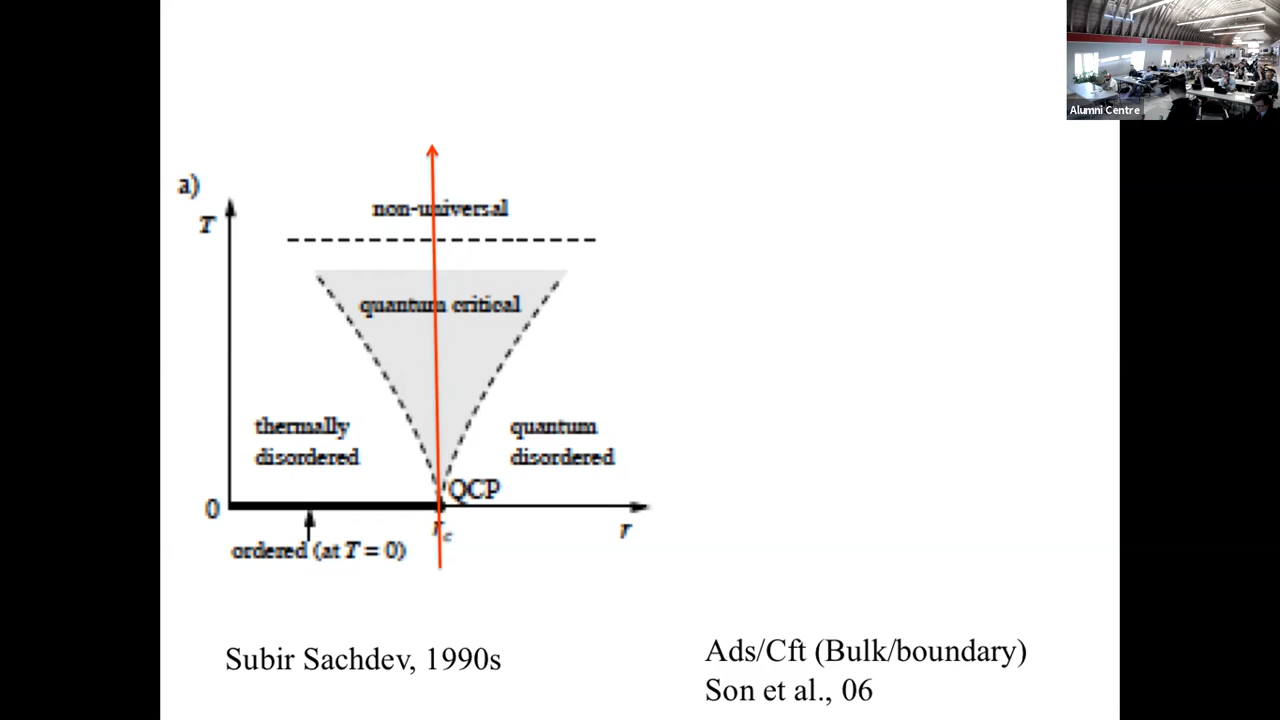 Alumni Centre
a)
T
non-universal
quantum critical
thermally
disordered
quantum
disordered
QCP
0
r_c
r
ordered (at T = 0)
Subir Sachdev, 1990s
Ads/Cft (Bulk/boundary)
Son et al., 06